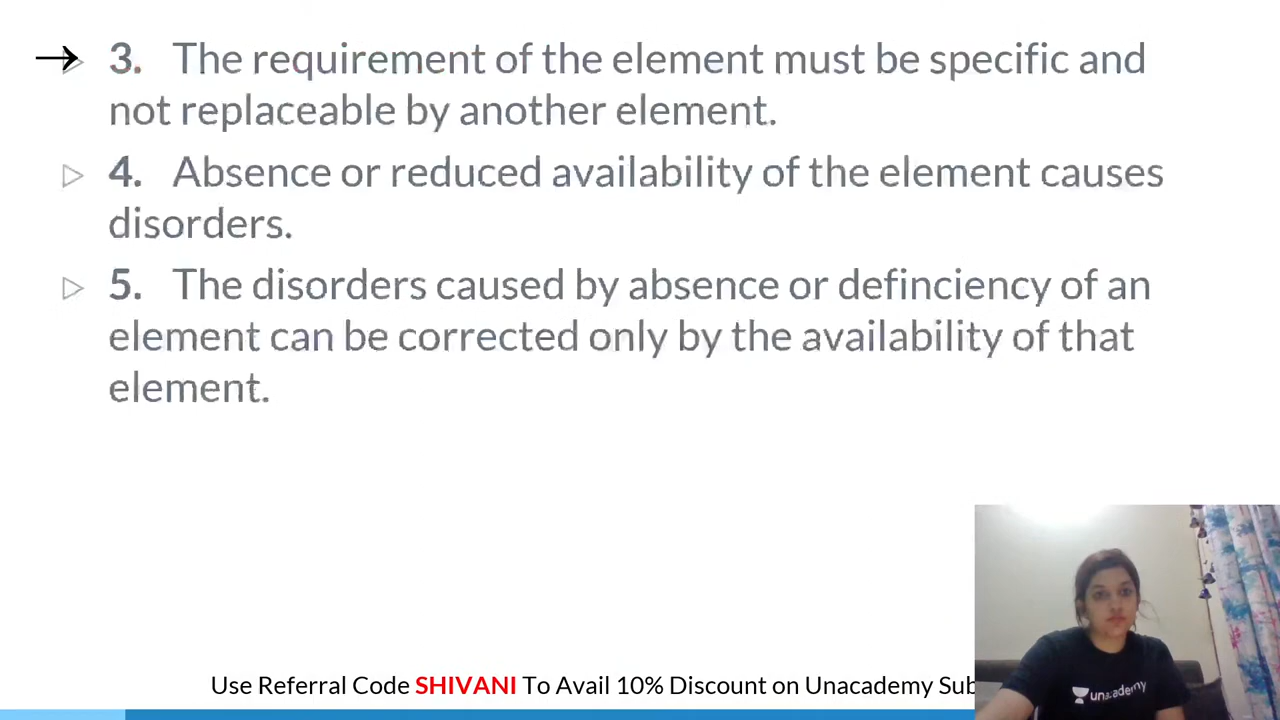 3. The requirement of the element must be specific and
not replaceable by another element.
4. Absence or reduced availability of the element causes
disorders.
5. The disorders caused by absence or definciency of an
element can be corrected only by the availability of that
element.
Use Referral Code SHIVANI To Avail 10% Discount on Unacademy Sub
unacademy